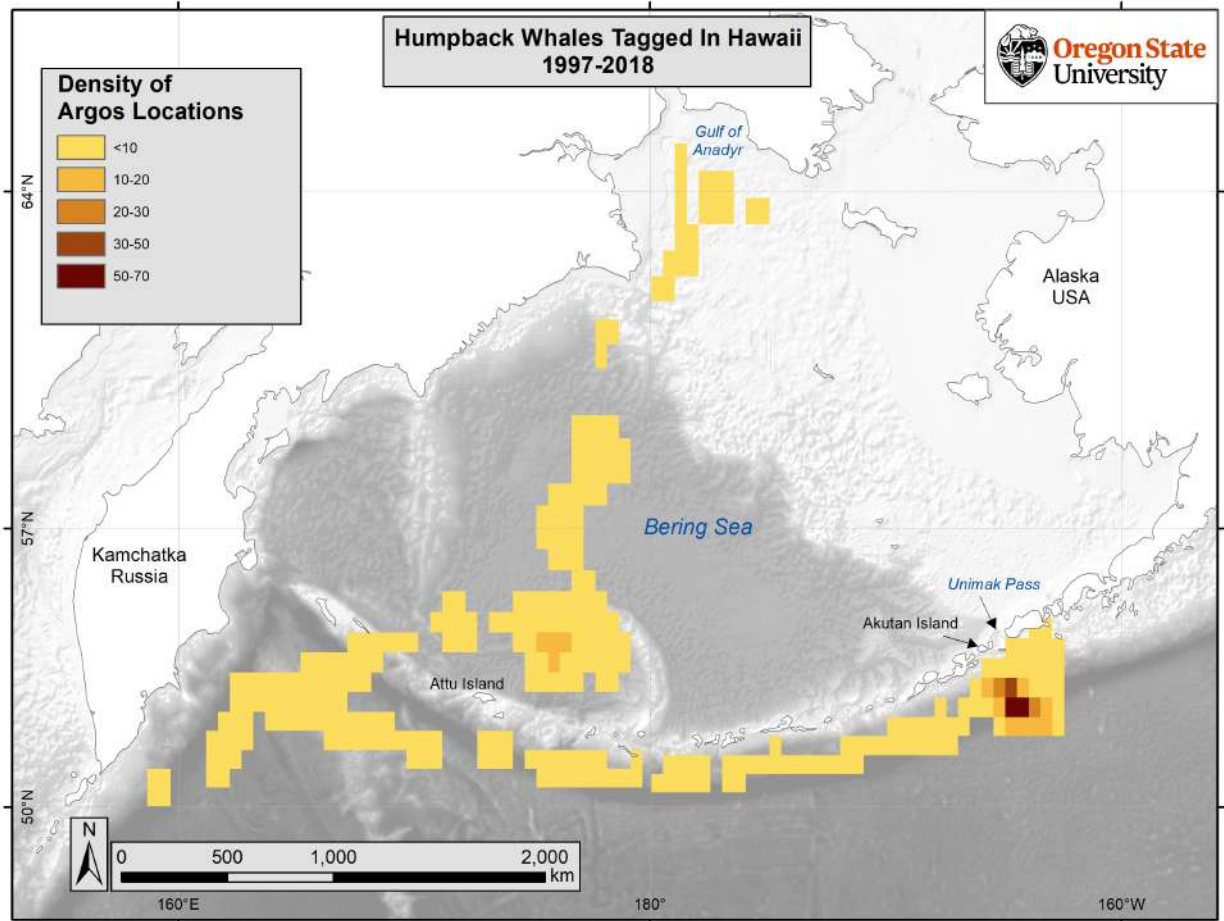 Humpback Whales Tagged In Hawaii
1997-2018
Oregon State
University
Density of
Argos Locations
<10
10-20
20-30
30-50
50-70
Gulf of
Anadyr
64°N
Alaska
USA
57°N
Bering Sea
Kamchatka
Russia
Unimak Pass
Akutan Island
Attu Island
50°N
N
0 500 1,000 2,000
km
160°E 180° 160°W